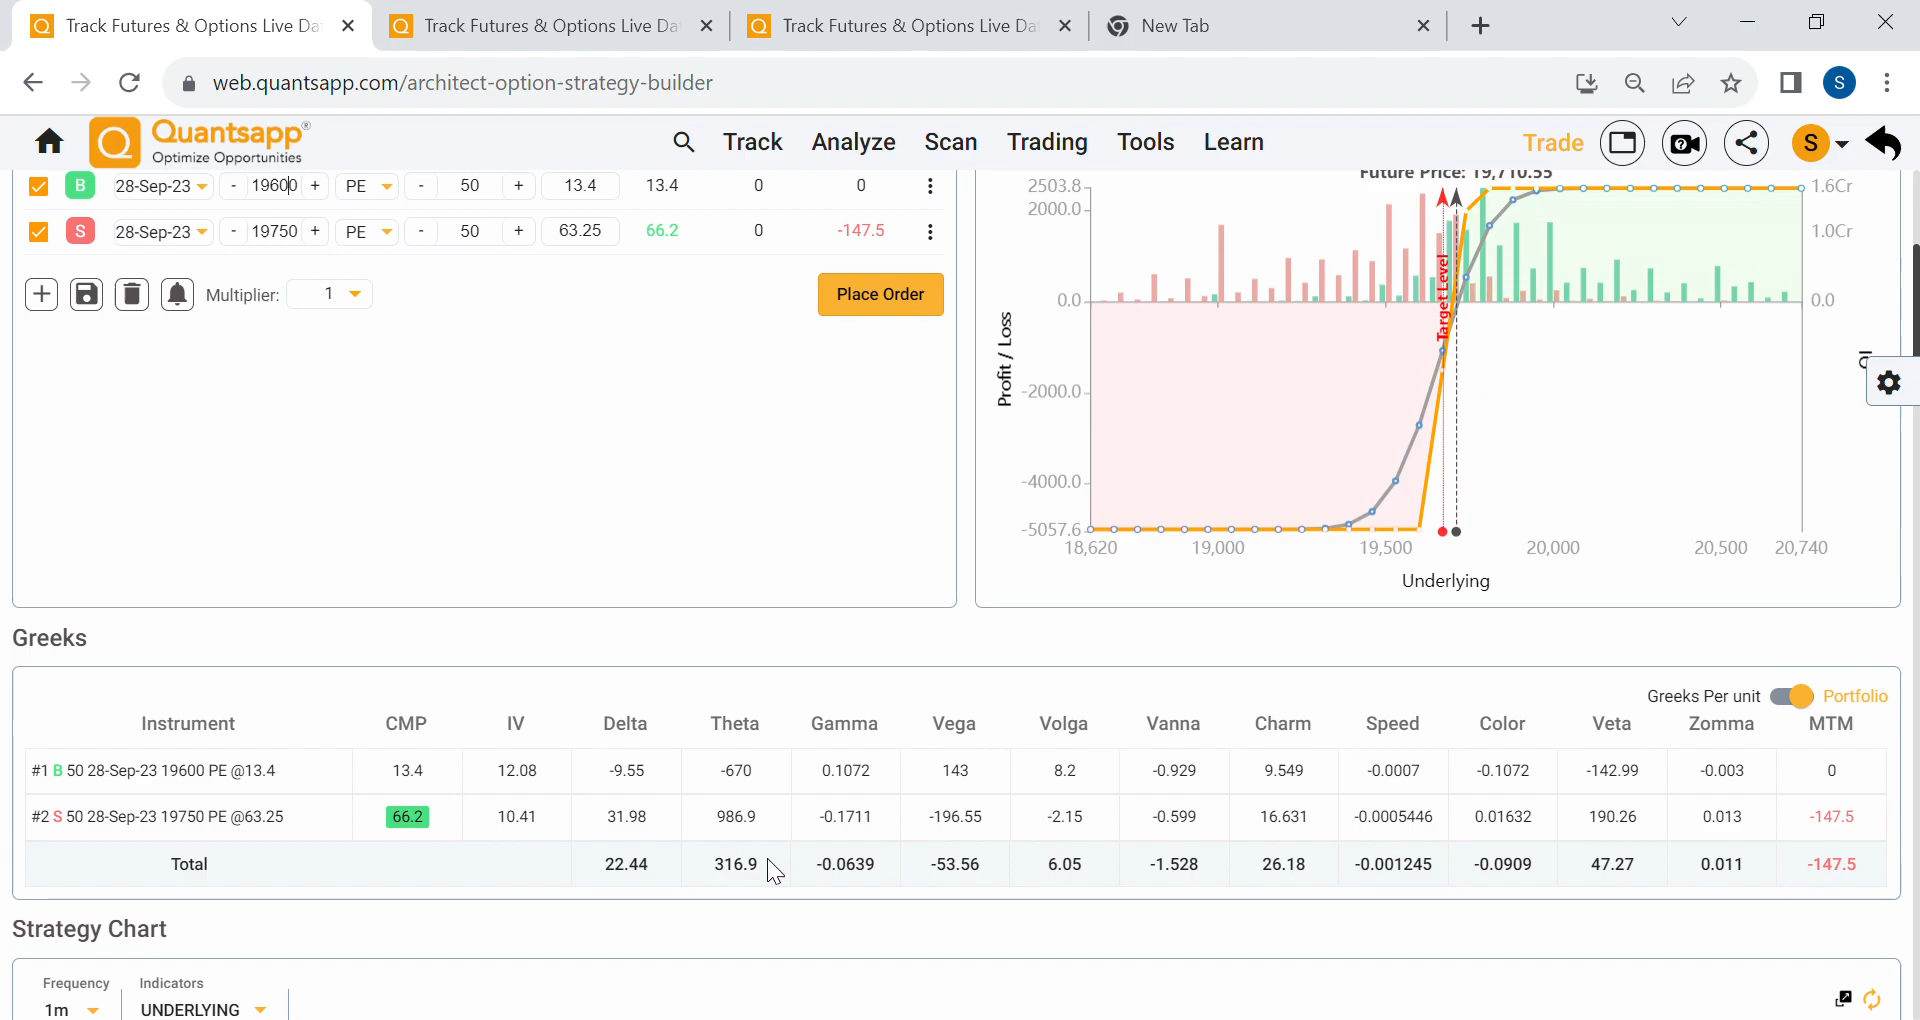 Track Futures & Options Live Da
Track Futures & Options Live Da
Track Futures & Options Live Da
New Tab
web.quantsapp.com/architect-option-strategy-builder
S
Quantsapp®
Optimize Opportunities
Track
Analyze
Scan
Trading
Tools
Learn
Trade
S
B 28-Sep-23 - 19600 + PE - 50 + 13.4 13.4 0 0
S 28-Sep-23 - 19750 + PE - 50 + 63.25 66.2 0 -147.5
Multiplier: 1
Place Order
Future Price: 19,710.55
2503.8
2000.0
0.0
-2000.0
-4000.0
-5057.6
Profit / Loss
Target Level
1.6Cr
1.0Cr
0.0
18,620 19,000 19,500 20,000 20,500 20,740
Underlying
Greeks
Greeks Per unit Portfolio
Instrument CMP IV Delta Theta Gamma Vega Volga Vanna Charm Speed Color Veta Zomma MTM
#1 B 50 28-Sep-23 19600 PE @13.4 13.4 12.08 -9.55 -670 0.1072 143 8.2 -0.929 9.549 -0.0007 -0.1072 -142.99 -0.003 0
#2 S 50 28-Sep-23 19750 PE @63.25 66.2 10.41 31.98 986.9 -0.1711 -196.55 -2.15 -0.599 16.631 -0.0005446 0.01632 190.26 0.013 -147.5
Total 22.44 316.9 -0.0639 -53.56 6.05 -1.528 26.18 -0.001245 -0.0909 47.27 0.011 -147.5
Strategy Chart
Frequency Indicators
1m UNDERLYING